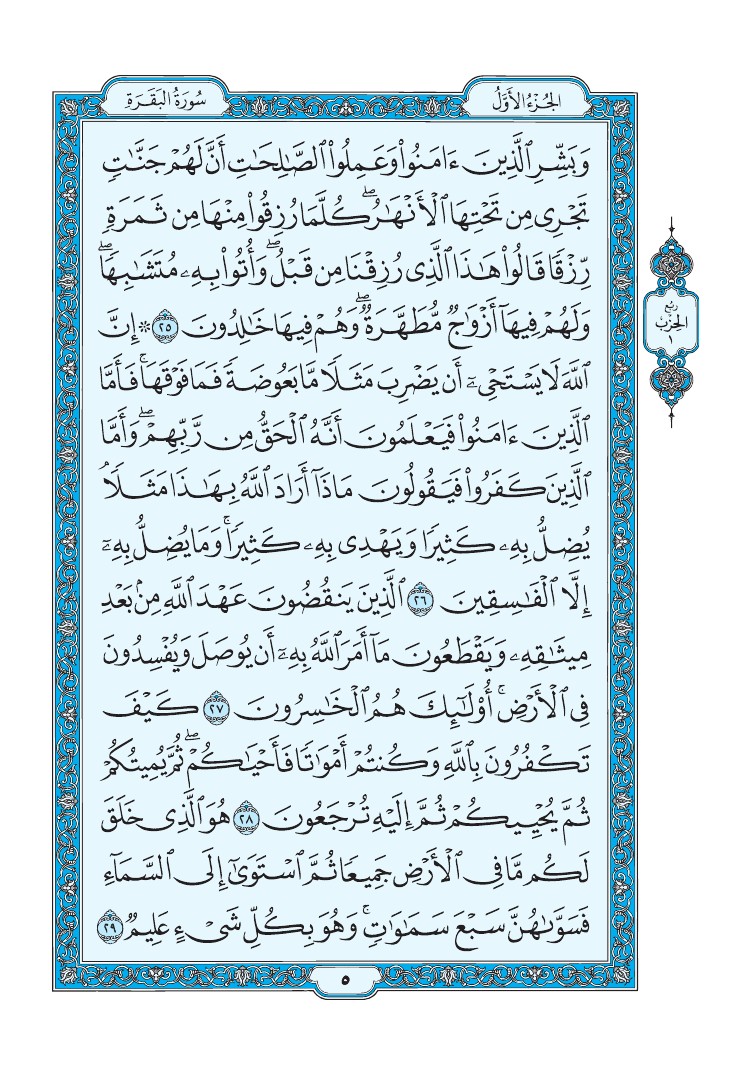 الجُزْءُ الأَوَّلُ
سُورَةُ البَقَرَةِ
وَبَشِّرِ ٱلَّذِينَ ءَامَنُوا۟ وَعَمِلُوا۟ ٱلصَّٰلِحَٰتِ أَنَّ لَهُمْ جَنَّٰتٍ
تَجْرِى مِن تَحْتِهَا ٱلْأَنْهَٰرُ ۖ كُلَّمَا رُزِقُوا۟ مِنْهَا مِن ثَمَرَةٍ
رِّزْقًا قَالُوا۟ هَٰذَا ٱلَّذِى رُزِقْنَا مِن قَبْلُ ۖ وَأُتُوا۟ بِهِۦ مُتَشَٰبِهًا ۖ
وَلَهُمْ فِيهَآ أَزْوَٰجٌ مُّطَهَّرَةٌ ۖ وَهُمْ فِيهَا خَٰلِدُونَ ٢٥ ۞ إِنَّ
ٱللَّهَ لَا يَسْتَحْىِۦٓ أَن يَضْرِبَ مَثَلًا مَّا بَعُوضَةً فَمَا فَوْقَهَا ۚ فَأَمَّا
ٱلَّذِينَ ءَامَنُوا۟ فَيَعْلَمُونَ أَنَّهُ ٱلْحَقُّ مِن رَّبِّهِمْ ۖ وَأَمَّا
ٱلَّذِينَ كَفَرُوا۟ فَيَقُولُونَ مَاذَآ أَرَادَ ٱللَّهُ بِهَٰذَا مَثَلًا ۘ
يُضِلُّ بِهِۦ كَثِيرًا وَيَهْدِى بِهِۦ كَثِيرًا ۚ وَمَا يُضِلُّ بِهِۦٓ
إِلَّا ٱلْفَٰسِقِينَ ٢٦ ٱلَّذِينَ يَنقُضُونَ عَهْدَ ٱللَّهِ مِنۢ بَعْدِ
مِيثَٰقِهِۦ وَيَقْطَعُونَ مَآ أَمَرَ ٱللَّهُ بِهِۦٓ أَن يُوصَلَ وَيُفْسِدُونَ
فِى ٱلْأَرْضِ ۚ أُو۟لَٰٓئِكَ هُمُ ٱلْخَٰسِرُونَ ٢٧ كَيْفَ
تَكْفُرُونَ بِٱللَّهِ وَكُنتُمْ أَمْوَٰتًا فَأَحْيَٰكُمْ ۖ ثُمَّ يُمِيتُكُمْ
ثُمَّ يُحْيِيكُمْ ثُمَّ إِلَيْهِ تُرْجَعُونَ ٢٨ هُوَ ٱلَّذِى خَلَقَ
لَكُم مَّا فِى ٱلْأَرْضِ جَمِيعًا ثُمَّ ٱسْتَوَىٰٓ إِلَى ٱلسَّمَآءِ
فَسَوَّىٰهُنَّ سَبْعَ سَمَٰوَٰتٍ ۚ وَهُوَ بِكُلِّ شَىْءٍ عَلِيمٌ ٢٩
ربع
الحزب
١
٥